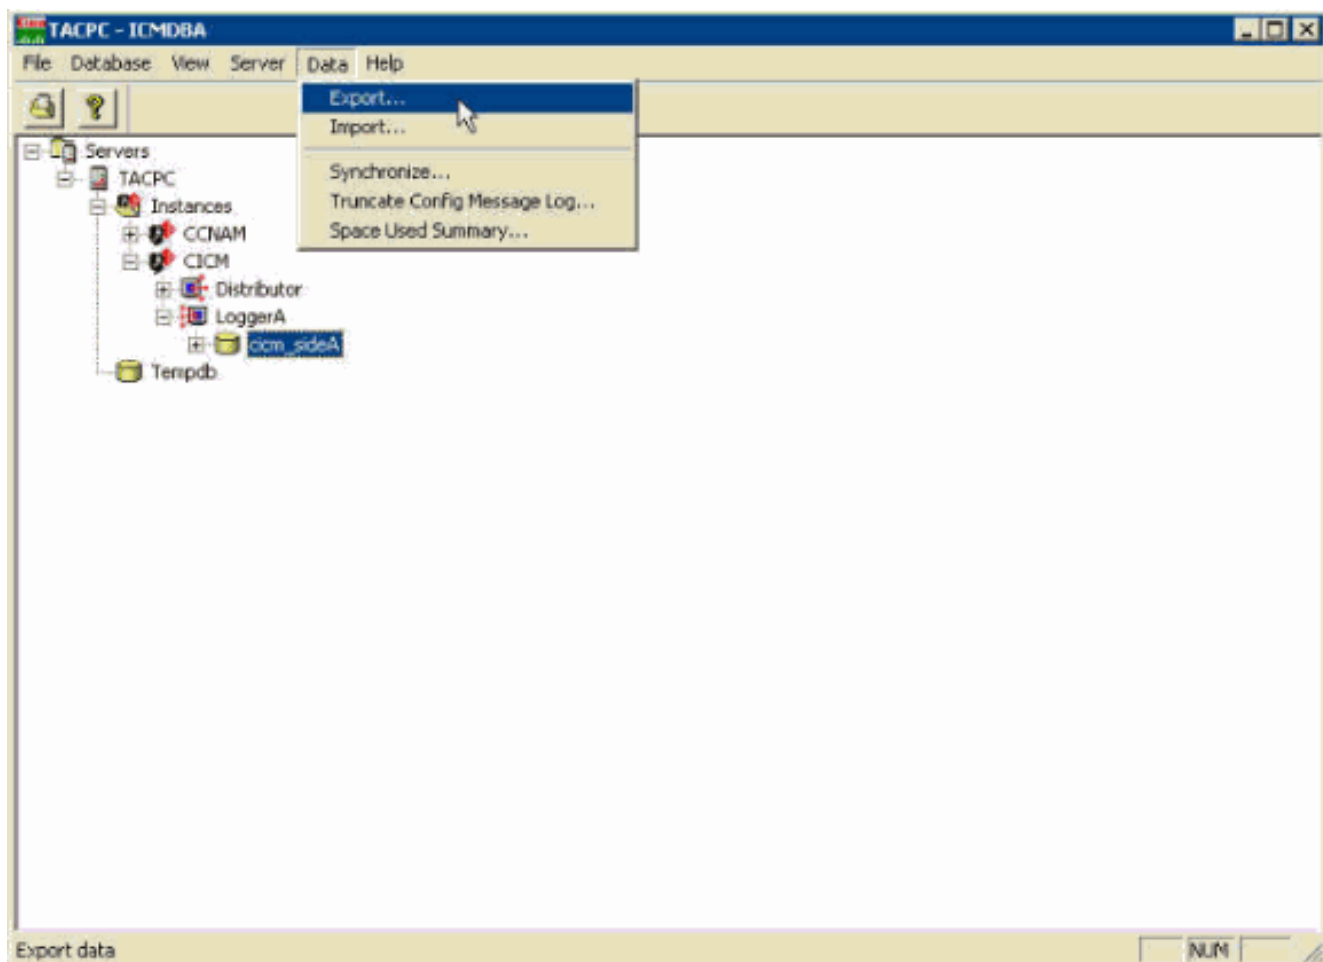 TACPC - ICMDBA
File Database View Server Data Help
Export...
Import...
Synchronize...
Truncate Config Message Log...
Space Used Summary...
Servers
TACPC
Instances
CCNAM
CICM
Distributor
LoggerA
cicm_sideA
Tempdb
Export data
NUM